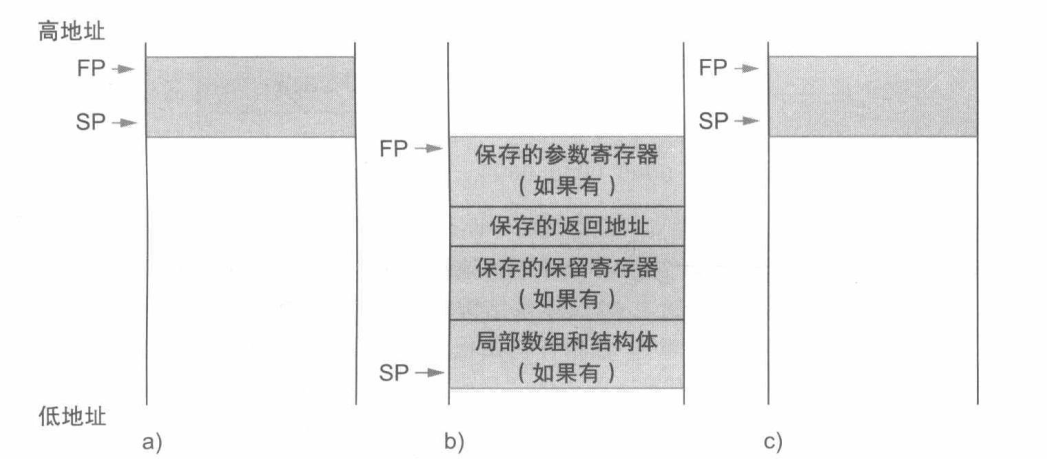 高地址
FP
SP
FP
保存的参数寄存器
（如果有）
保存的返回地址
保存的保留寄存器
（如果有）
局部数组和结构体
（如果有）
SP
FP
SP
低地址
a)
b)
c)